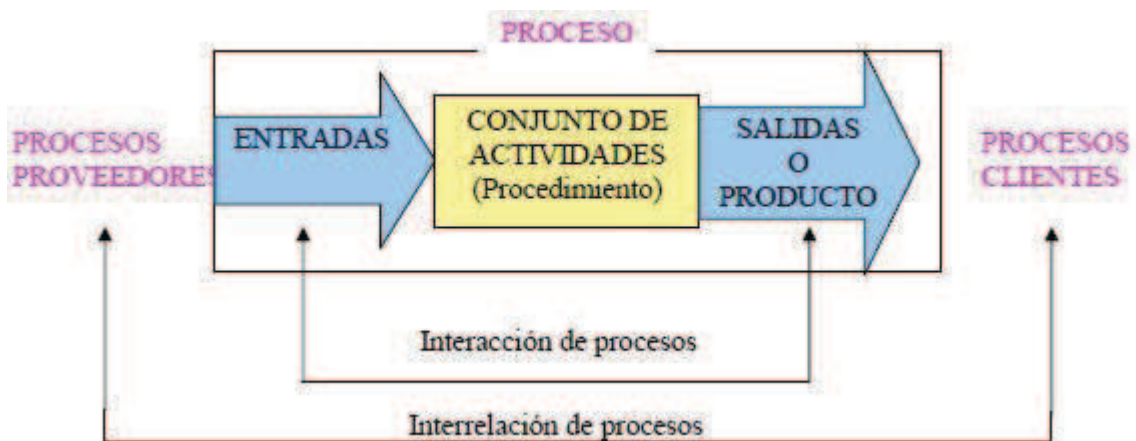 PROCESO
PROCESOS
PROVEEDORES
ENTRADAS
CONJUNTO DE
ACTIVIDADES
(Procedimiento)
SALIDAS
O
PRODUCTO
PROCESOS
CLIENTES
Interacción de procesos
Interrelación de procesos